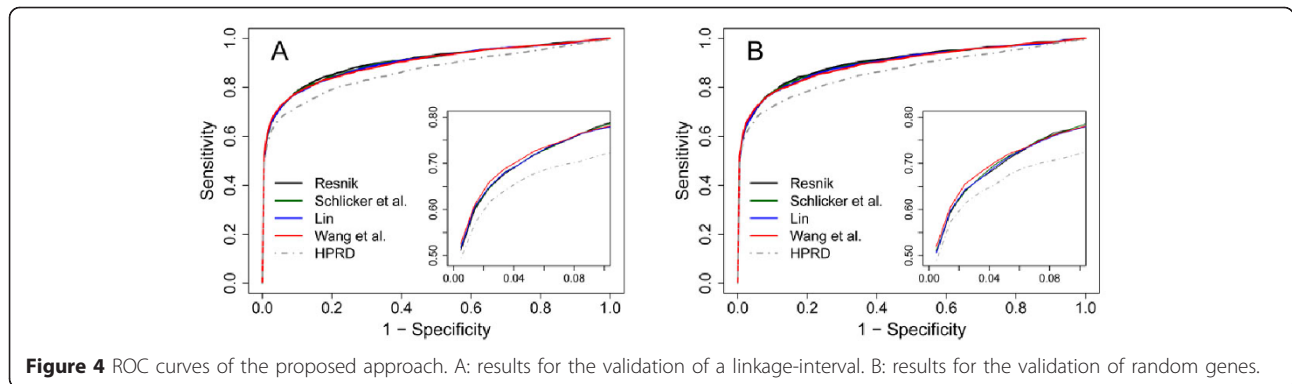 A
Sensitivity
1.0
0.8
0.6
0.4
0.2
0.0
0.80
0.70
0.60
0.50
0.00 0.04 0.08
Resnik
Schlicker et al.
Lin
Wang et al.
HPRD
0.0 0.2 0.4 0.6 0.8 1.0
1 − Specificity
B
Sensitivity
1.0
0.8
0.6
0.4
0.2
0.0
0.80
0.70
0.60
0.50
0.00 0.04 0.08
Resnik
Schlicker et al.
Lin
Wang et al.
HPRD
0.0 0.2 0.4 0.6 0.8 1.0
1 − Specificity
Figure 4 ROC curves of the proposed approach. A: results for the validation of a linkage-interval. B: results for the validation of random genes.